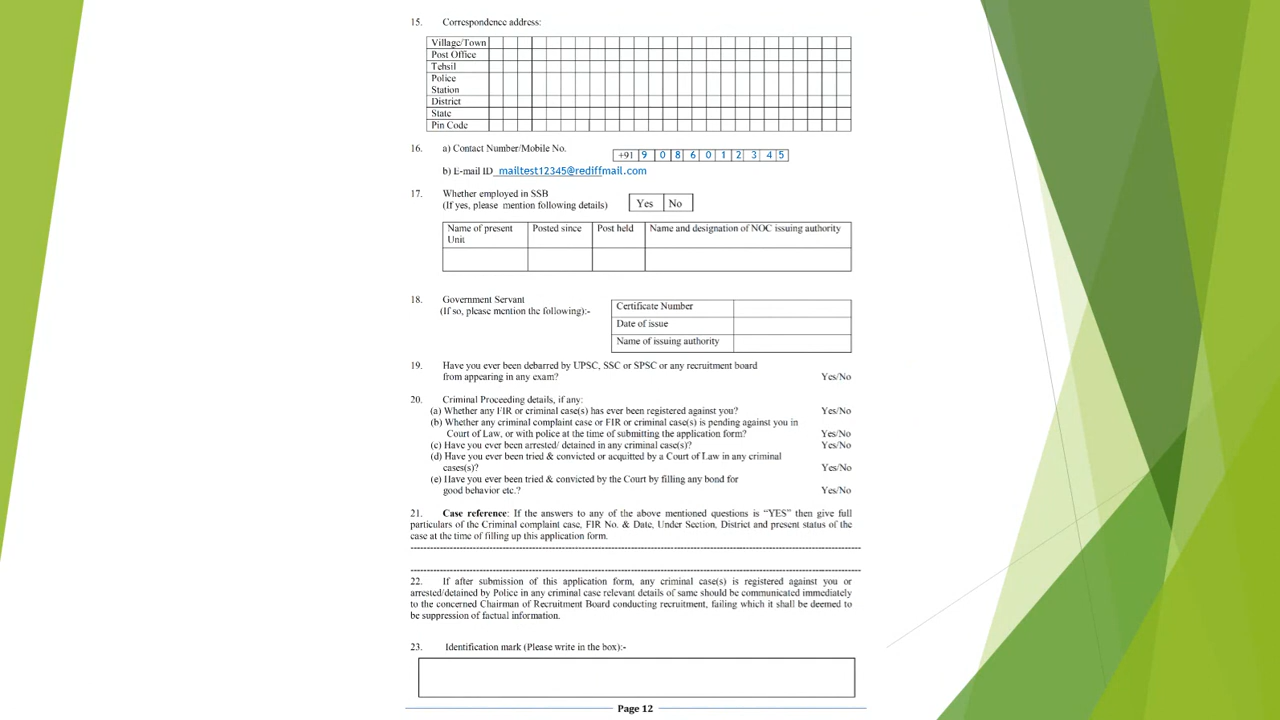 15. Correspondence address:
Village/Town
Post Office
Tehsil
Police
Station
District
State
Pin Code
16. a) Contact Number/Mobile No. +91 9 0 8 6 0 1 2 3 4 5
b) E-mail ID mailtest12345@rediffmail.com
17. Whether employed in SSB
(If yes, please mention following details) Yes No
Name of present Posted since Post held Name and designation of NOC issuing authority
Unit
18. Government Servant
(If so, please mention the following):-
Certificate Number
Date of issue
Name of issuing authority
19. Have you ever been debarred by UPSC, SSC or SPSC or any recruitment board
from appearing in any exam? Yes/No
20. Criminal Proceeding details, if any:
(a) Whether any FIR or criminal case(s) has ever been registered against you? Yes/No
(b) Whether any criminal complaint case or FIR or criminal case(s) is pending against you in
Court of Law, or with police at the time of submitting the application form? Yes/No
(c) Have you ever been arrested/ detained in any criminal case(s)? Yes/No
(d) Have you ever been tried & convicted or acquitted by a Court of Law in any criminal
cases(s)? Yes/No
(e) Have you ever been tried & convicted by the Court by filling any bond for
good behavior etc.? Yes/No
21. Case reference: If the answers to any of the above mentioned questions is “YES” then give full
particulars of the Criminal complaint case, FIR No. & Date, Under Section, District and present status of the
case at the time of filling up this application form.
22. If after submission of this application form, any criminal case(s) is registered against you or
arrested/detained by Police in any criminal case relevant details of same should be communicated immediately
to the concerned Chairman of Recruitment Board conducting recruitment, failing which it shall be deemed to
be suppression of factual information.
23. Identification mark (Please write in the box):-
Page 12